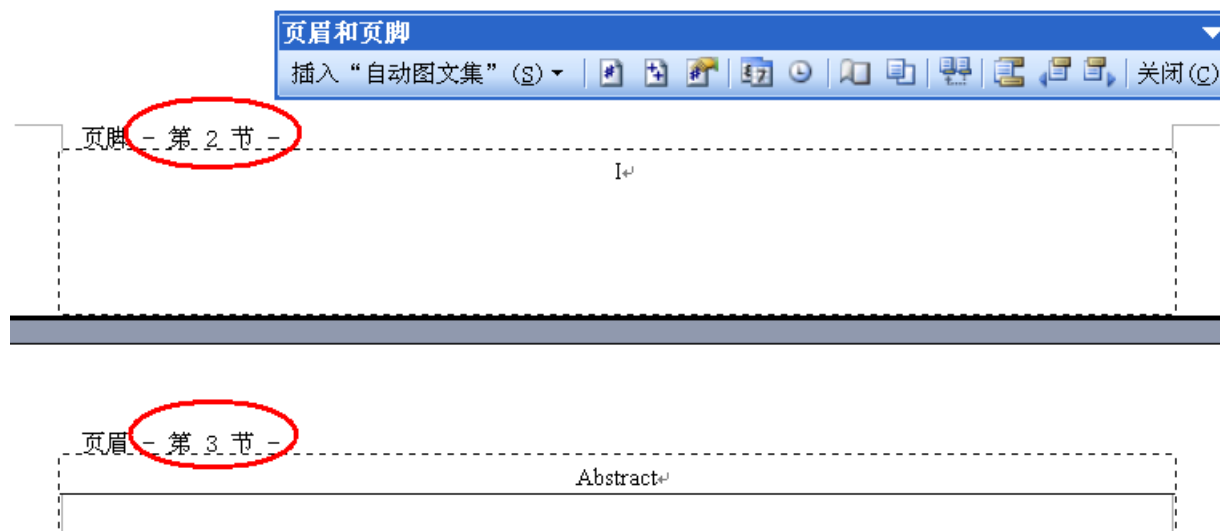 页眉和页脚
插入“自动图文集”(S) 关闭(C)
页脚 - 第 2 节 -
I
页眉 - 第 3 节 -
Abstract